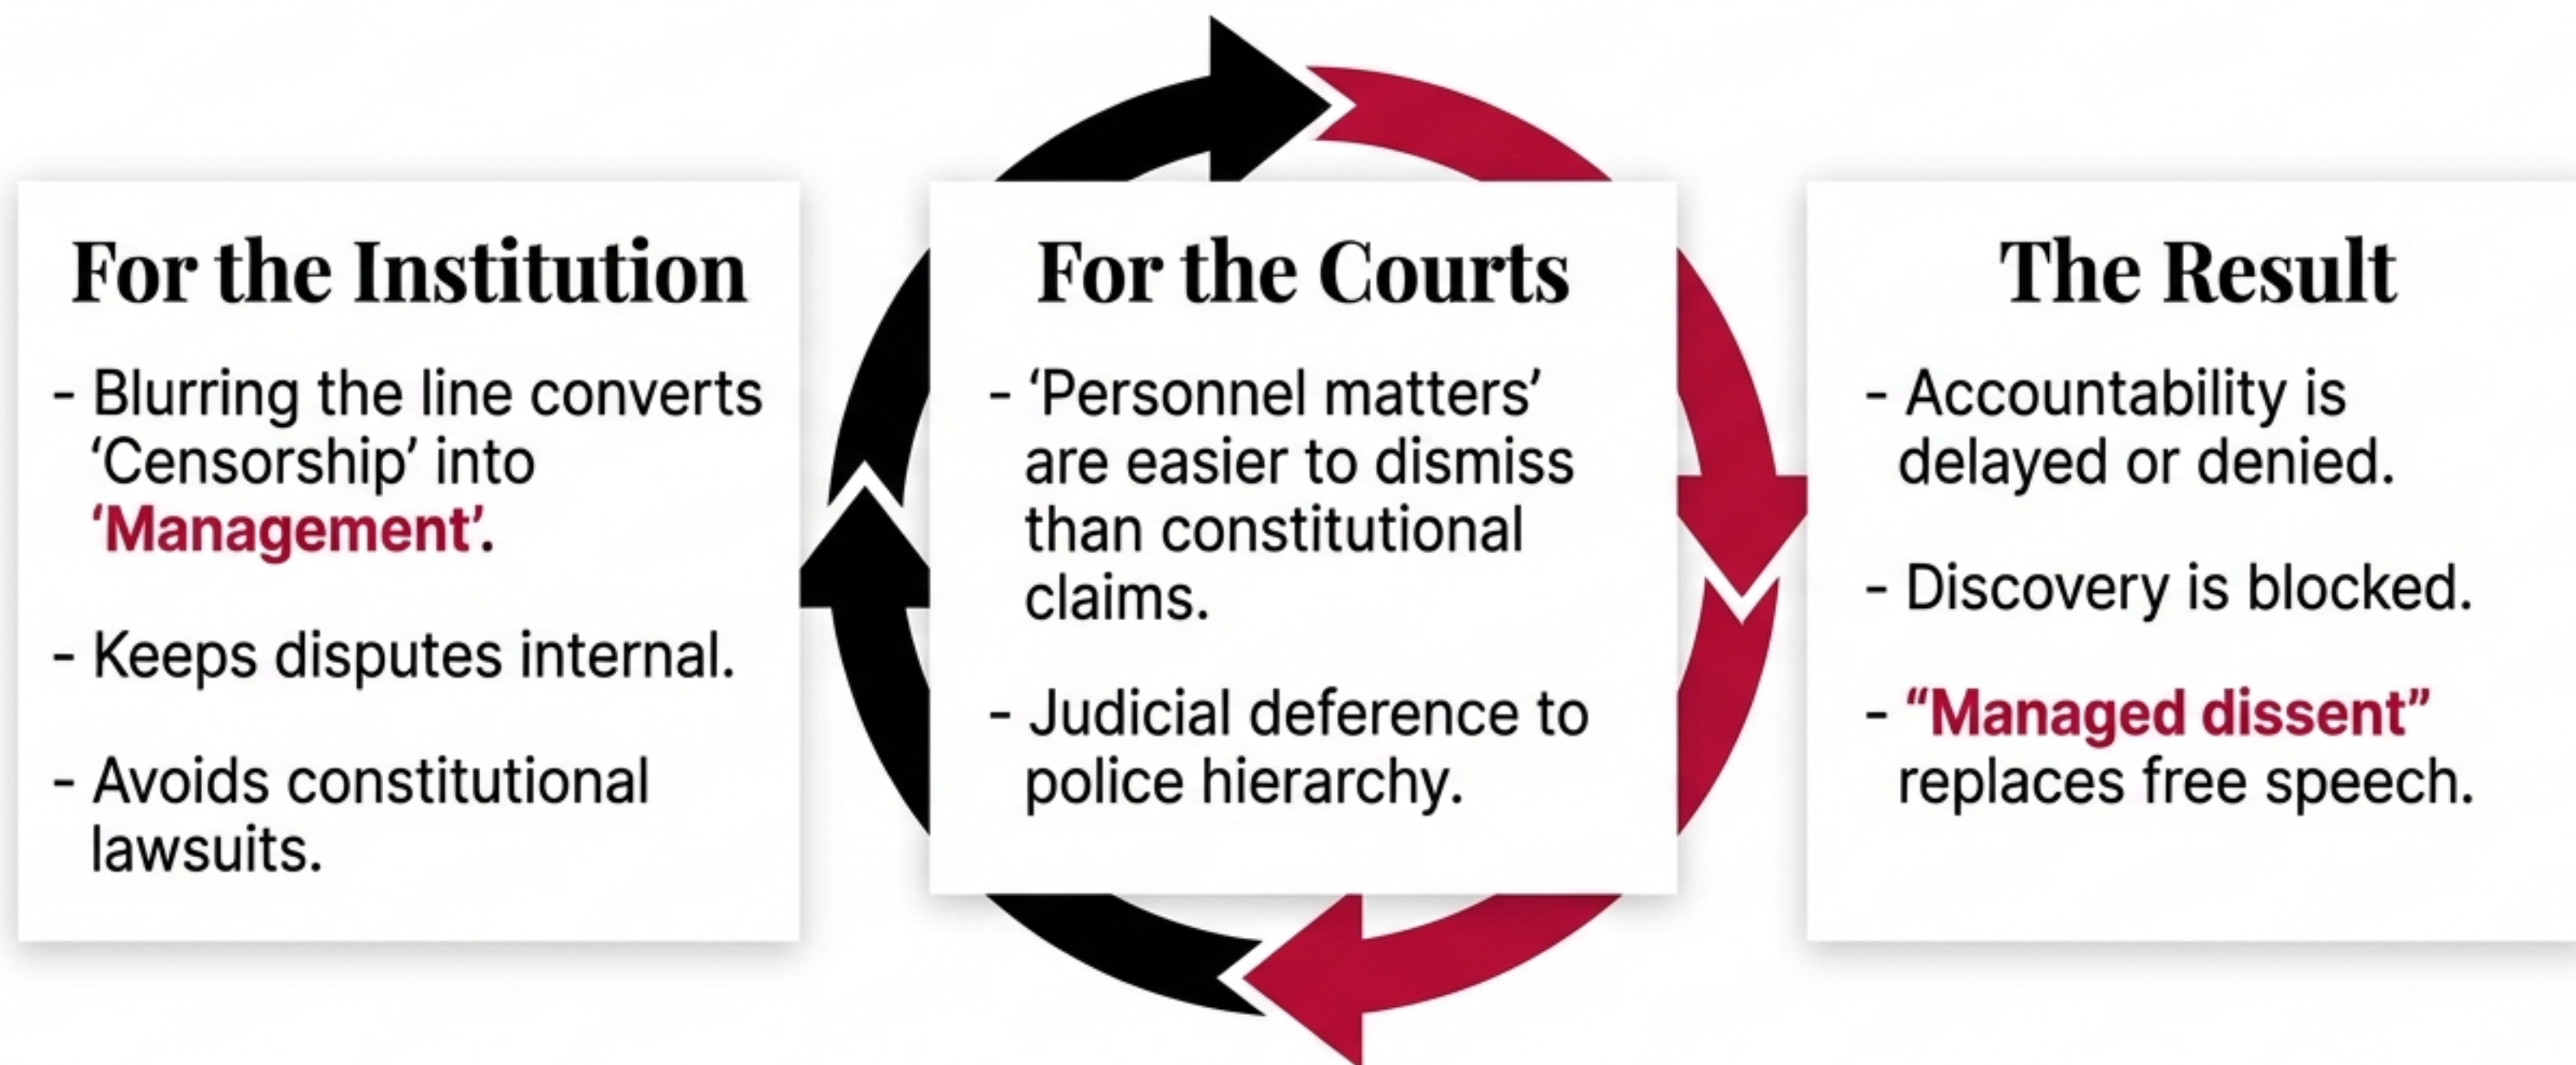 For the Institution
- Blurring the line converts
‘Censorship’ into
‘Management’.
- Keeps disputes internal.
- Avoids constitutional
lawsuits.
For the Courts
- ‘Personnel matters’
are easier to dismiss
than constitutional
claims.
- Judicial deference to
police hierarchy.
The Result
- Accountability is
delayed or denied.
- Discovery is blocked.
- “Managed dissent”
replaces free speech.